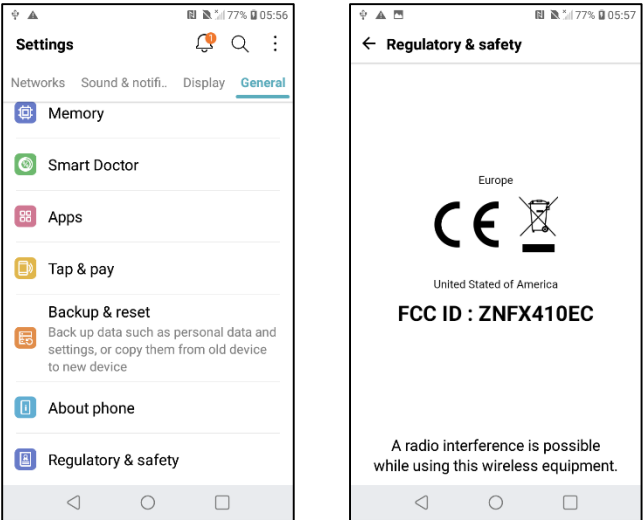 77% 05:56
Settings
1
Networks Sound & notifi.. Display General
Memory
Smart Doctor
Apps
Tap & pay
Backup & reset
Back up data such as personal data and
settings, or copy them from old device
to new device
About phone
Regulatory & safety
77% 05:57
Regulatory & safety
Europe
CE
United Stated of America
FCC ID : ZNFX410EC
A radio interference is possible
while using this wireless equipment.